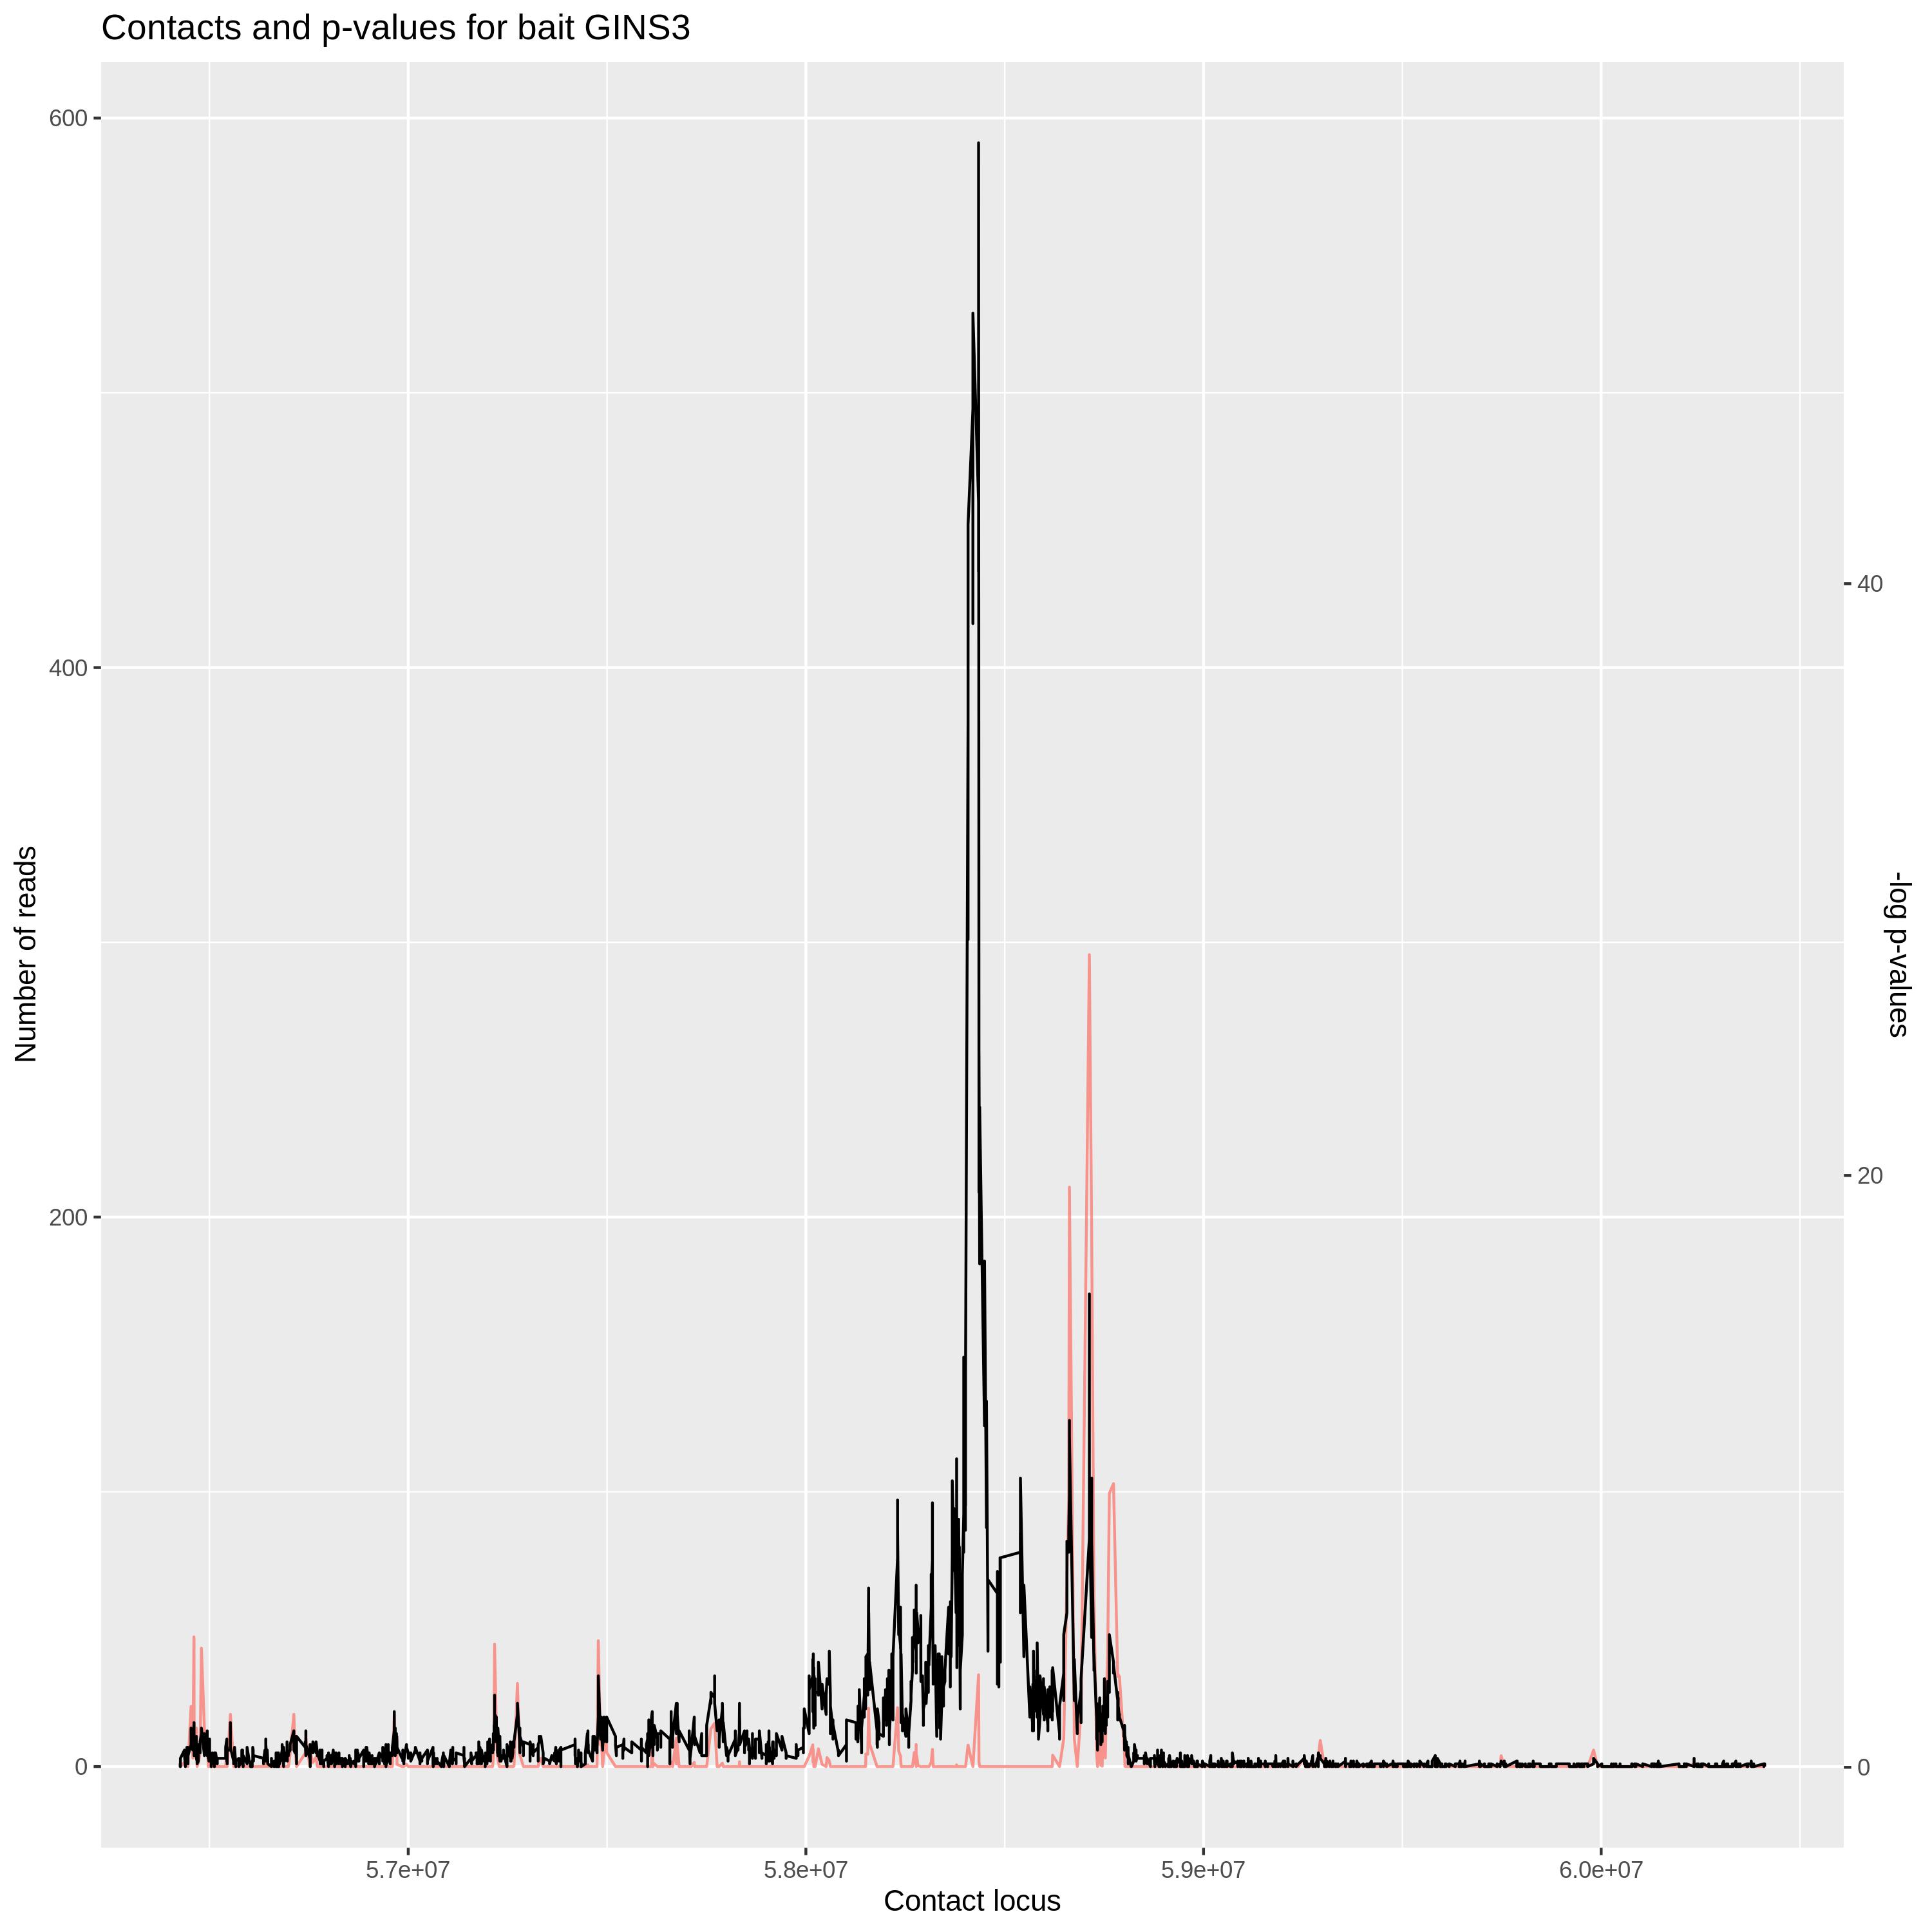 Contacts and p-values for bait GINS3
600
400
200
0
Number of reads
40
20
0
-log p-values
5.7e+07
5.8e+07
5.9e+07
6.0e+07
Contact locus